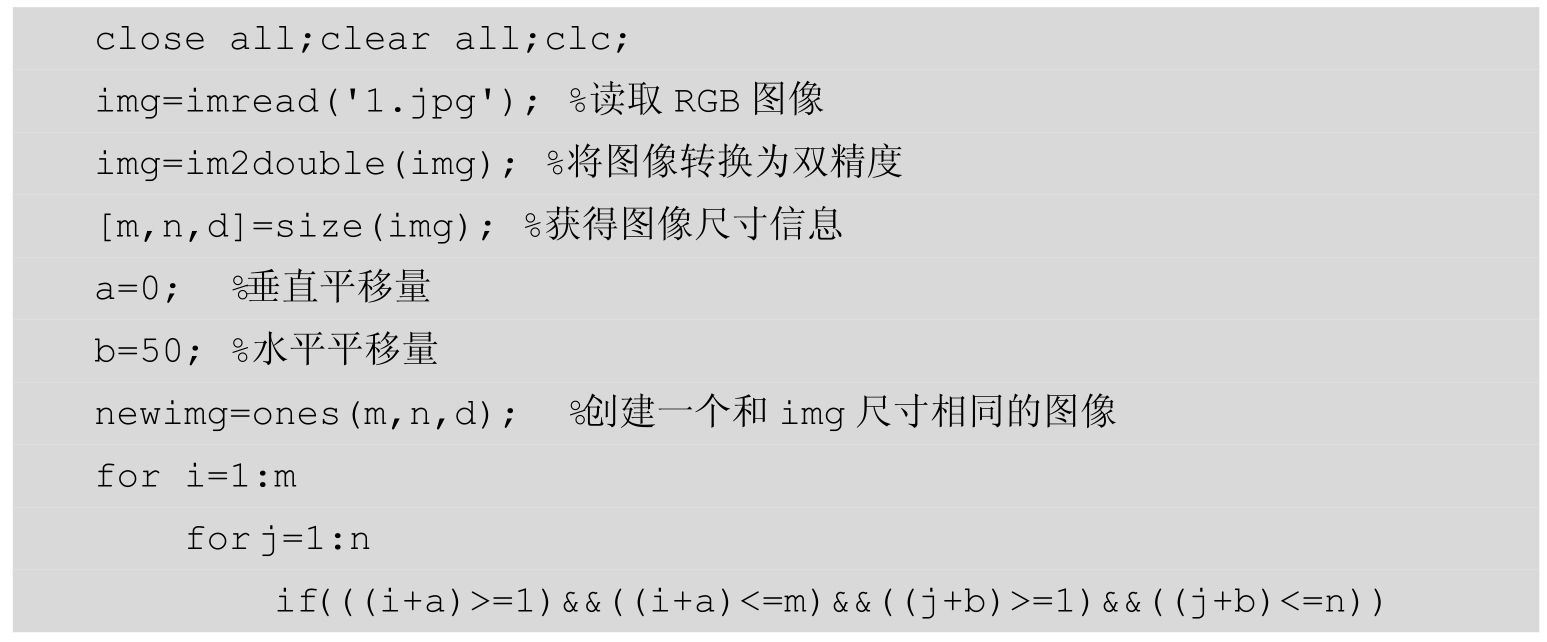 close all;clear all;clc;
img=imread('1.jpg'); %读取 RGB 图像
img=im2double(img); %将图像转换为双精度
[m,n,d]=size(img); %获得图像尺寸信息
a=0;  %垂直平移量
b=50; %水平平移量
newimg=ones(m,n,d);  %创建一个和 img 尺寸相同的图像
for i=1:m
    for j=1:n
        if(((i+a)>=1)&&((i+a)<=m)&&((j+b)>=1)&&((j+b)<=n))